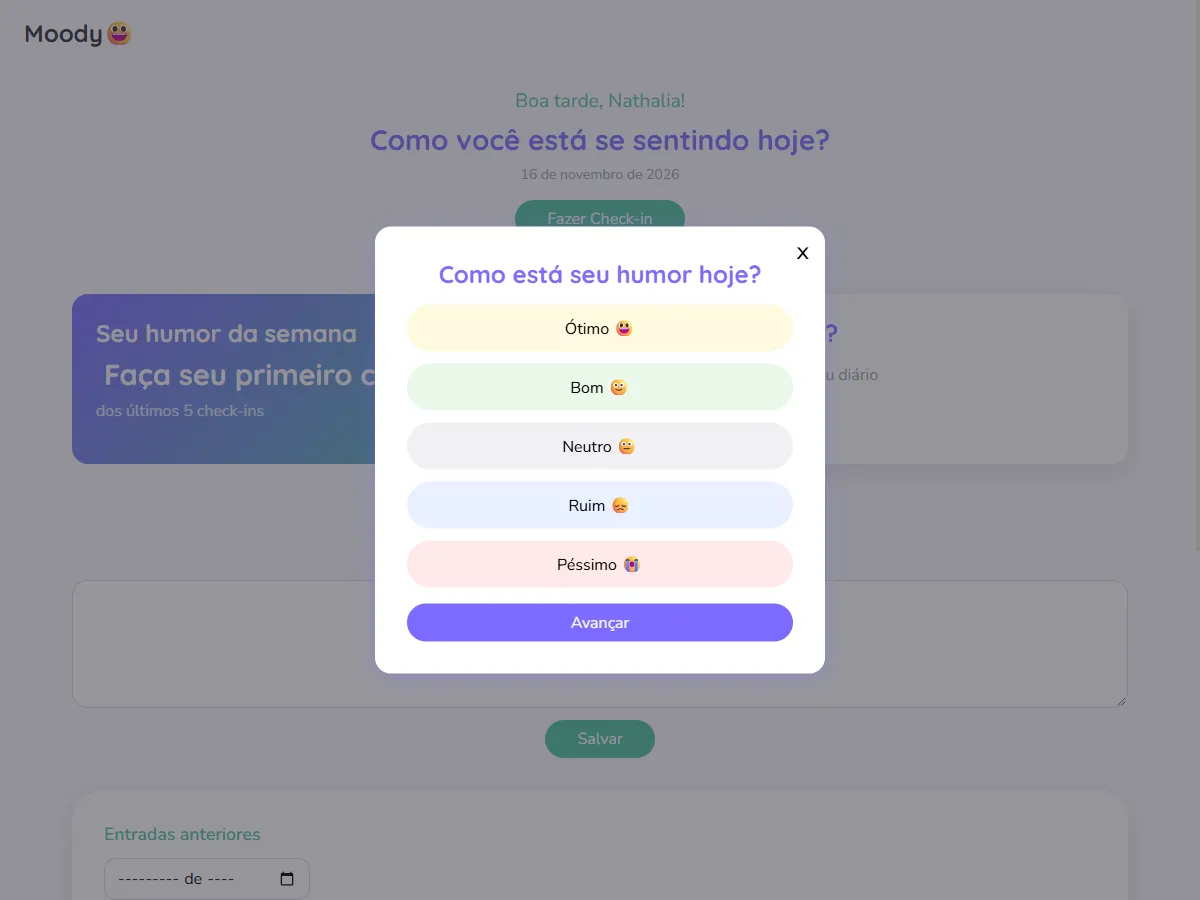 Moody
Boa tarde, Nathalia!
Como você está se sentindo hoje?
16 de novembro de 2026
Fazer Check-in
X
Como está seu humor hoje?
Ótimo 😃
Bom 🙂
Neutro 😐
Ruim 😞
Péssimo 😭
Avançar
Seu humor da semana
Faça seu primeiro c
dos últimos 5 check-ins
?
u diário
Salvar
Entradas anteriores
--------- de ----